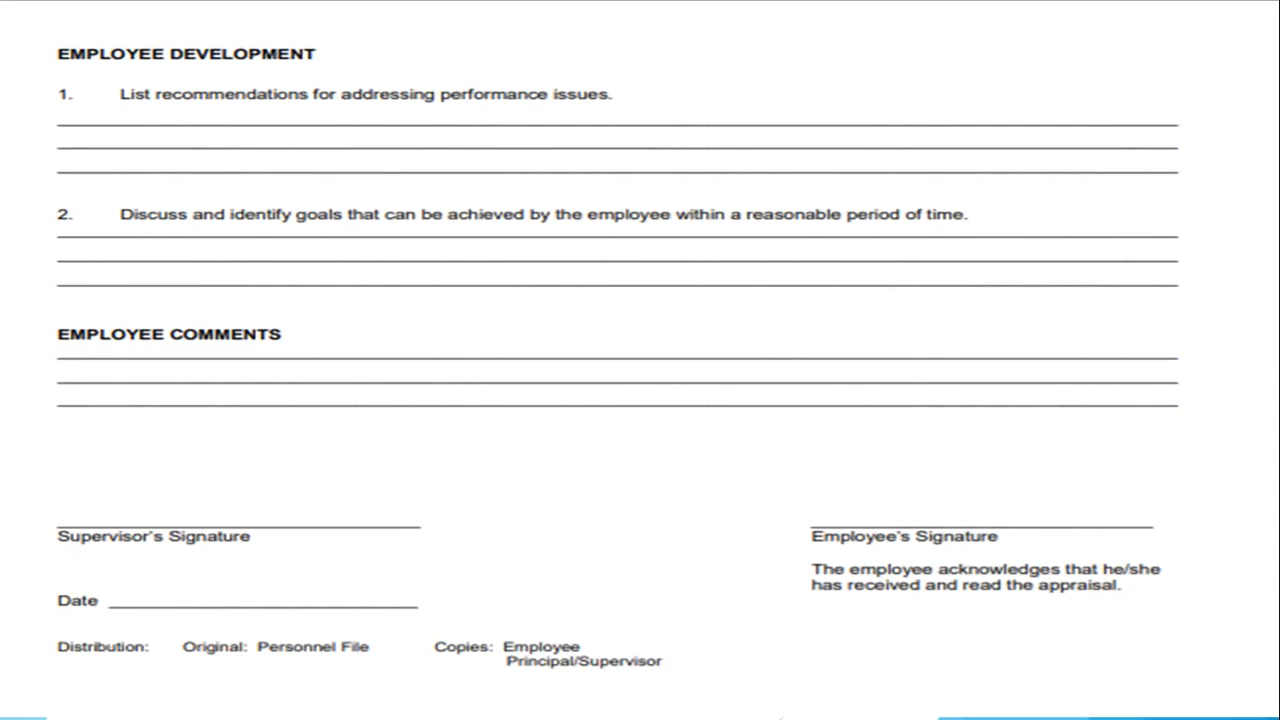 EMPLOYEE DEVELOPMENT
1. List recommendations for addressing performance issues.
2. Discuss and identify goals that can be achieved by the employee within a reasonable period of time.
EMPLOYEE COMMENTS
Supervisor's Signature
Employee's Signature
The employee acknowledges that he/she
has received and read the appraisal.
Date
Distribution: Original: Personnel File Copies: Employee
Principal/Supervisor